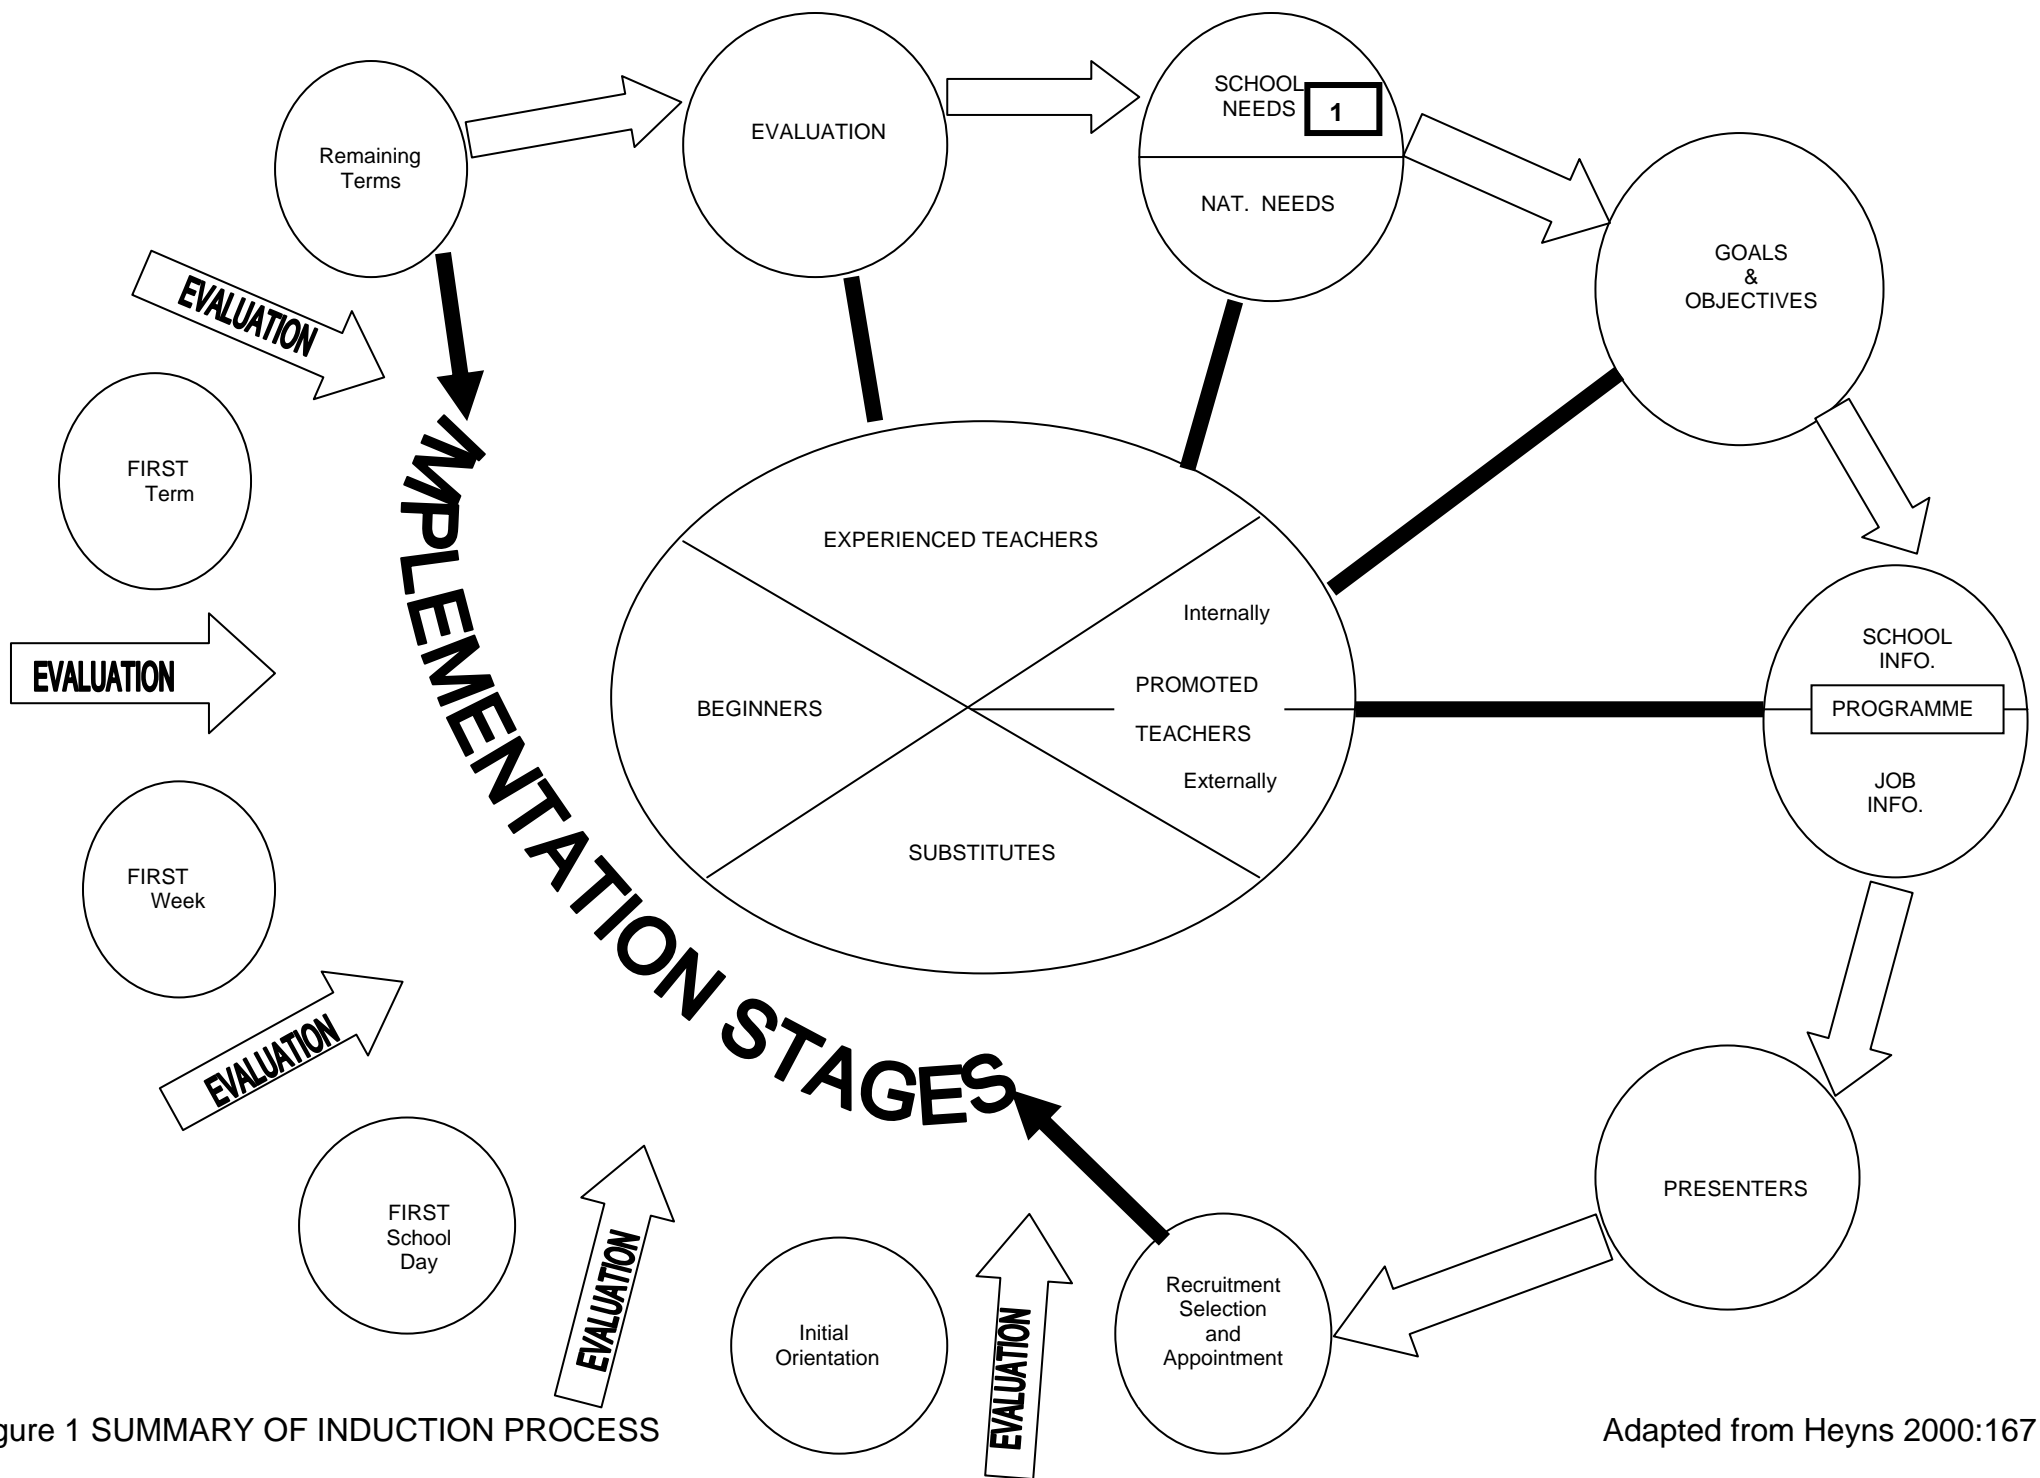 SCHOOL
NEEDS
1
NAT. NEEDS
EVALUATION
Remaining
Terms
GOALS
&
OBJECTIVES
EVALUATION
FIRST
Term
EXPERIENCED TEACHERS
Internally
PROMOTED
TEACHERS
Externally
BEGINNERS
SUBSTITUTES
SCHOOL
INFO.
PROGRAMME
JOB
INFO.
EVALUATION
IMPLEMENTATION STAGES
FIRST
Week
EVALUATION
PRESENTERS
FIRST
School
Day
EVALUATION
Initial
Orientation
EVALUATION
Recruitment
Selection
and
Appointment
gure 1 SUMMARY OF INDUCTION PROCESS
Adapted from Heyns 2000:167